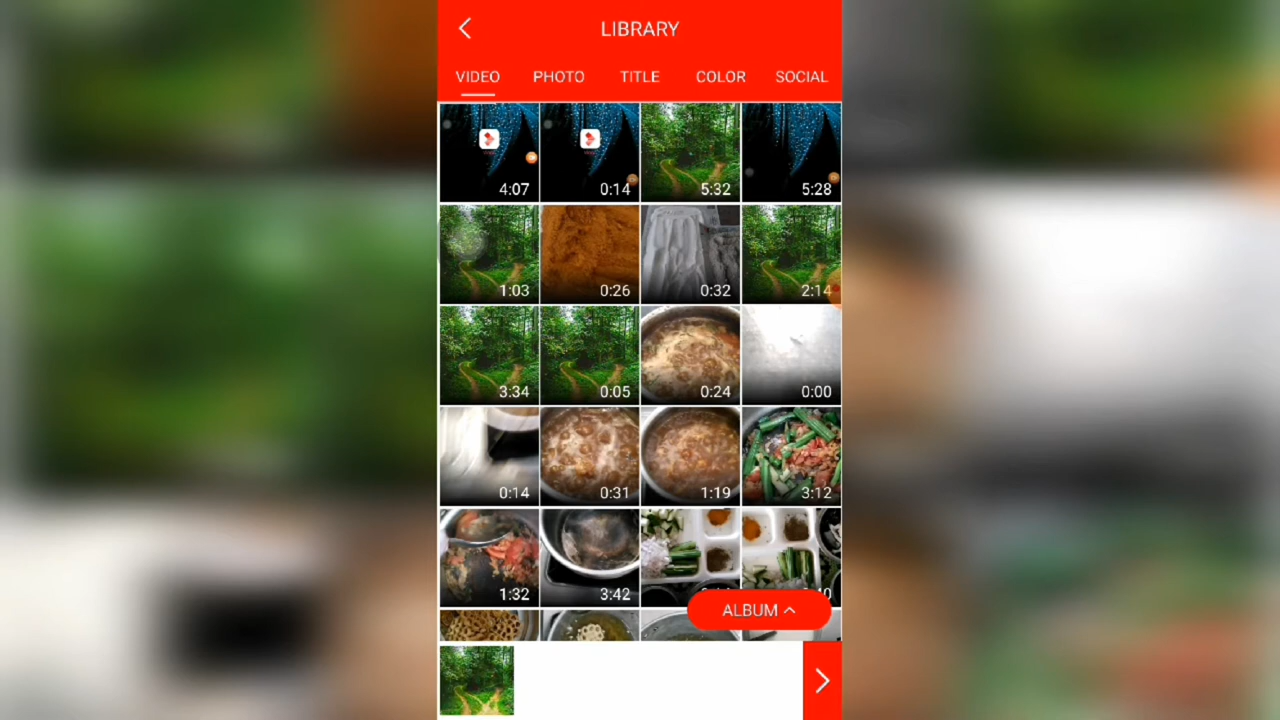 LIBRARY
VIDEO PHOTO TITLE COLOR SOCIAL
4:07 0:14 5:32 5:28
1:03 0:26 0:32 2:14
3:34 0:05 0:24 0:00
0:14 0:31 1:19 3:12
1:32 3:42
ALBUM